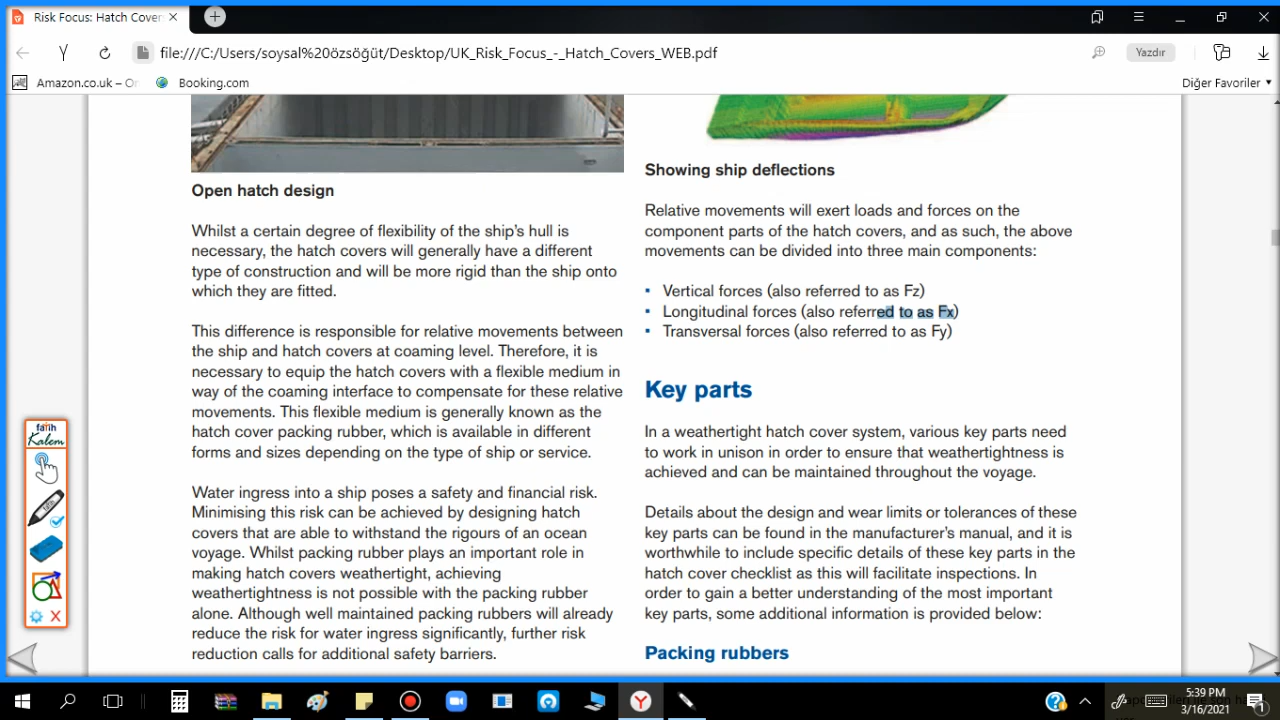 Risk Focus: Hatch Cover
file:///C:/Users/soysal%20özsöğüt/Desktop/UK_Risk_Focus_-_Hatch_Covers_WEB.pdf
Yazdır
Amazon.co.uk – O
Booking.com
Diğer Favoriler
Open hatch design
Whilst a certain degree of flexibility of the ship's hull is
necessary, the hatch covers will generally have a different
type of construction and will be more rigid than the ship onto
which they are fitted.
This difference is responsible for relative movements between
the ship and hatch covers at coaming level. Therefore, it is
necessary to equip the hatch covers with a flexible medium in
way of the coaming interface to compensate for these relative
movements. This flexible medium is generally known as the
hatch cover packing rubber, which is available in different
forms and sizes depending on the type of ship or service.
Water ingress into a ship poses a safety and financial risk.
Minimising this risk can be achieved by designing hatch
covers that are able to withstand the rigours of an ocean
voyage. Whilst packing rubber plays an important role in
making hatch covers weathertight, achieving
weathertightness is not possible with the packing rubber
alone. Although well maintained packing rubbers will already
reduce the risk for water ingress significantly, further risk
reduction calls for additional safety barriers.
Showing ship deflections
Relative movements will exert loads and forces on the
component parts of the hatch covers, and as such, the above
movements can be divided into three main components:
• Vertical forces (also referred to as Fz)
• Longitudinal forces (also referred to as Fx)
• Transversal forces (also referred to as Fy)
Key parts
In a weathertight hatch cover system, various key parts need
to work in unison in order to ensure that weathertightness is
achieved and can be maintained throughout the voyage.
Details about the design and wear limits or tolerances of these
key parts can be found in the manufacturer's manual, and it is
worthwhile to include specific details of these key parts in the
hatch cover checklist as this will facilitate inspections. In
order to gain a better understanding of the most important
key parts, some additional information is provided below:
Packing rubbers
fatih
Kalem
5:39 PM
3/16/2021
1